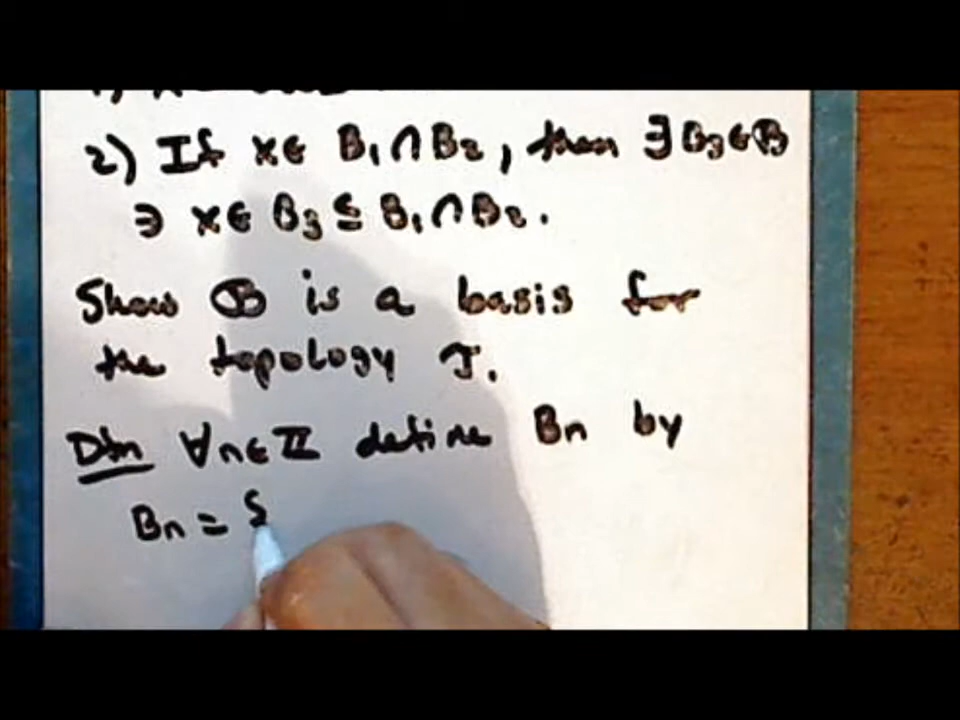 2) If x∈ B₁∩B₂, then ∃B₃∈ℬ
∋ x∈ B₃ ⊆ B₁∩B₂.
Show ℬ is a basis for
the topology 𝒯.
Dfn ∀n∈ℤ define Bn by
Bn = {